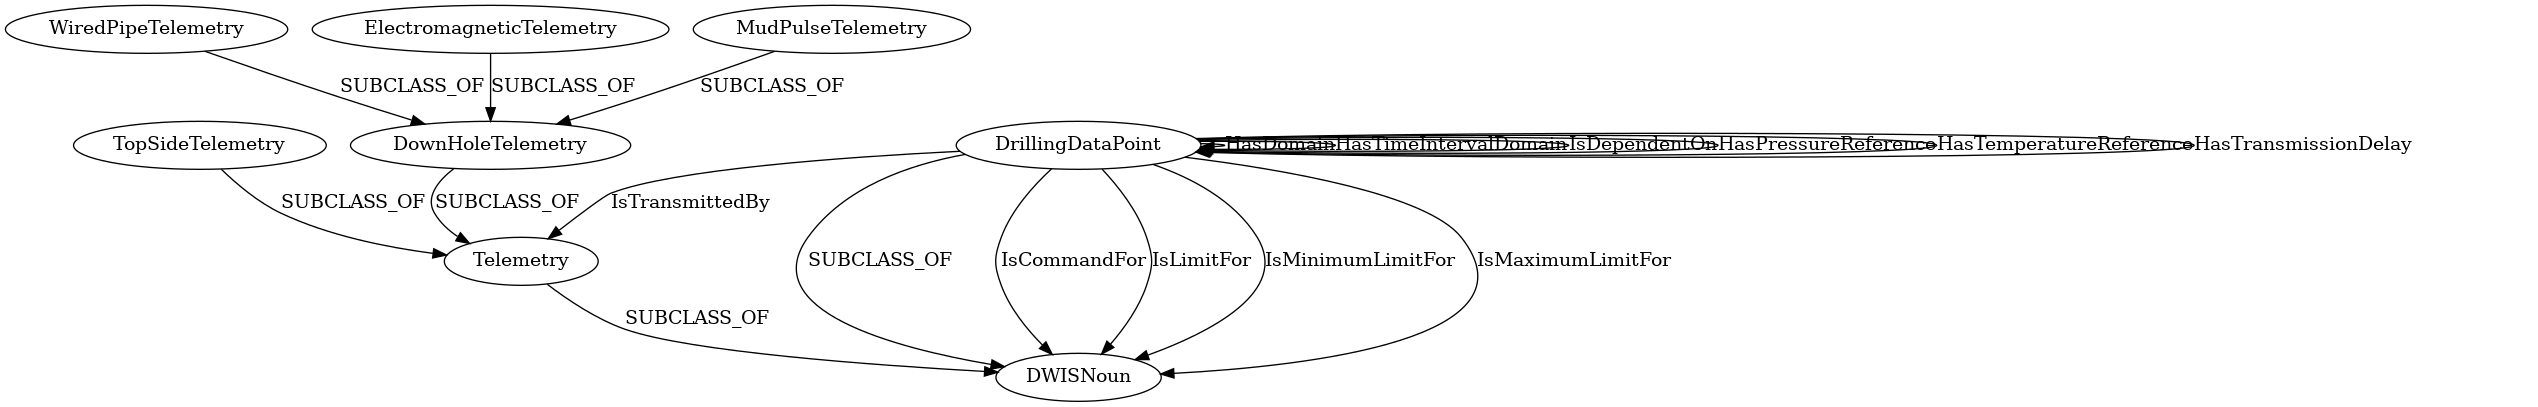 WiredPipeTelemetry
ElectromagneticTelemetry
MudPulseTelemetry
SUBCLASS_OF
SUBCLASS_OF
SUBCLASS_OF
TopSideTelemetry
DownHoleTelemetry
DrillingDataPoint
HasDomain
HasTimeIntervalDomain
IsDependentOn
HasPressureReference
HasTemperatureReference
HasTransmissionDelay
SUBCLASS_OF
SUBCLASS_OF
IsTransmittedBy
Telemetry
SUBCLASS_OF
IsCommandFor
IsLimitFor
IsMinimumLimitFor
IsMaximumLimitFor
SUBCLASS_OF
DWISNoun